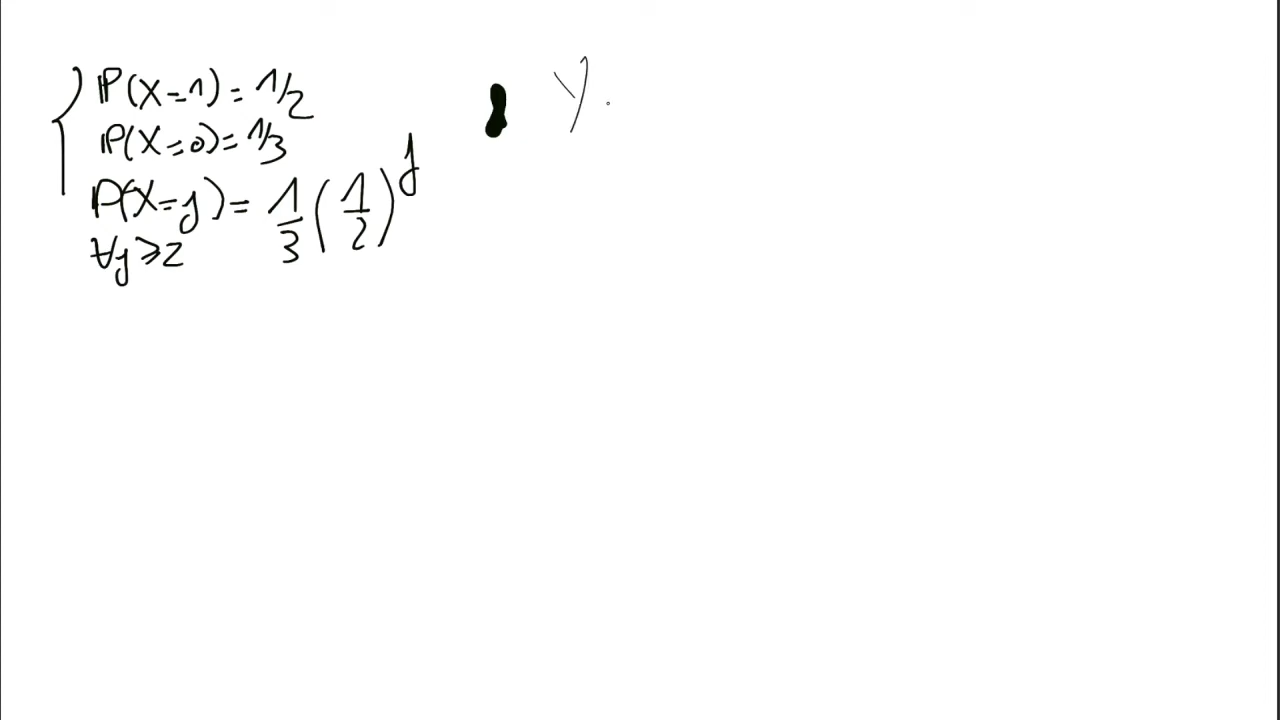 ℙ(X=1) = 1/2
ℙ(X=0) = 1/3
ℙ(X=j) = 1/3 (1/2)^j
∀j ⩾ 2
Y.